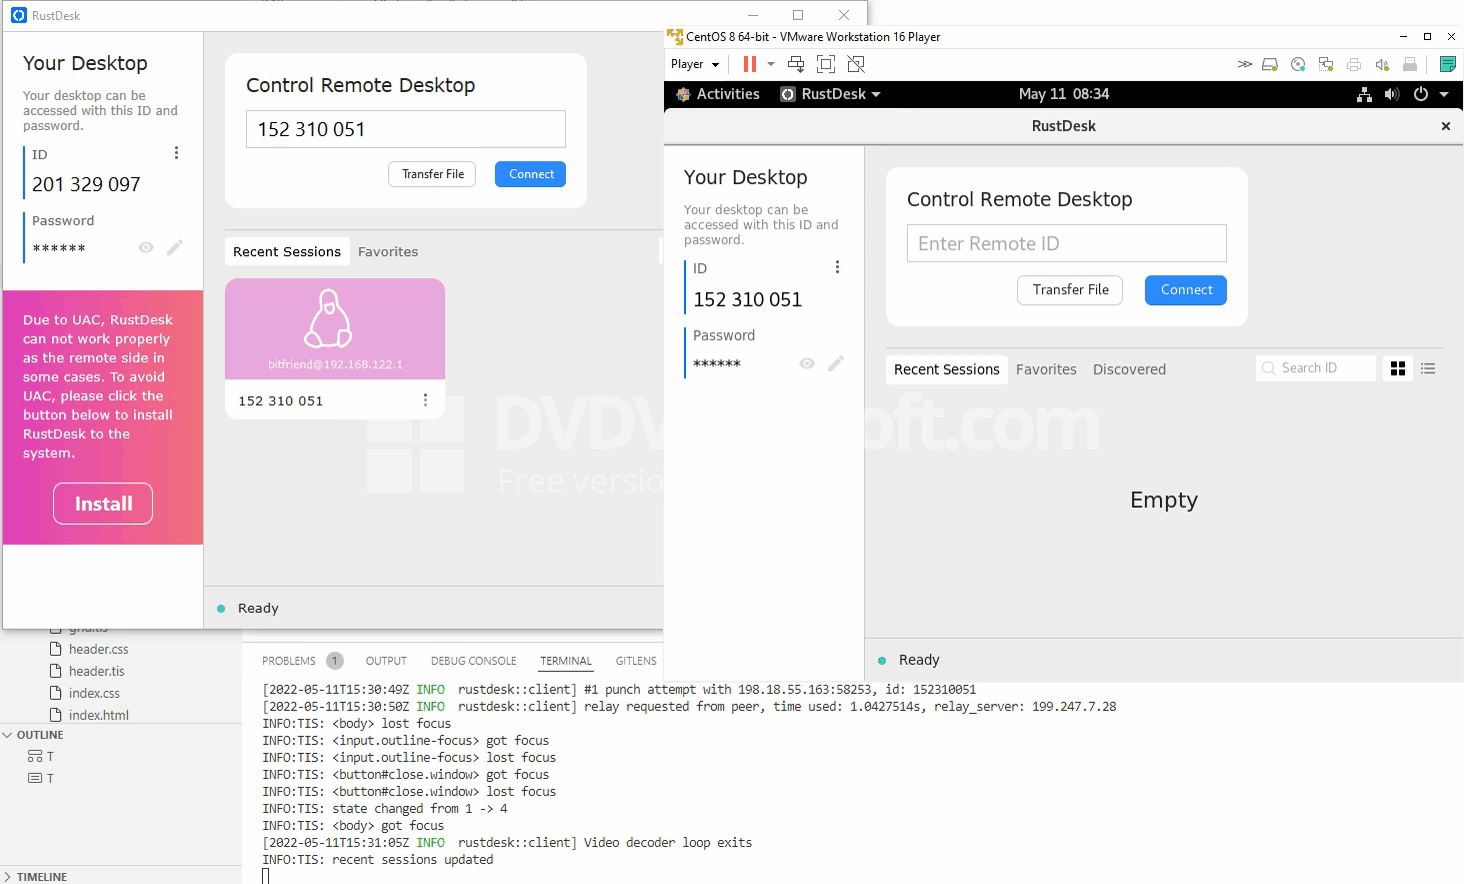 RustDesk
Your Desktop
Your desktop can be
accessed with this ID and
password.
ID
201 329 097
Password
******
Due to UAC, RustDesk
can not work properly
as the remote side in
some cases. To avoid
UAC, please click the
button below to install
RustDesk to the
system.
Install
Control Remote Desktop
152 310 051
Transfer File
Connect
Recent Sessions
Favorites
bitfriend@192.168.122.1
152 310 051
Free versio
Ready
CentOS 8 64-bit - VMware Workstation 16 Player
Player
Activities
RustDesk
May 11 08:34
RustDesk
Your Desktop
Your desktop can be
accessed with this ID and
password.
ID
152 310 051
Password
******
Control Remote Desktop
Enter Remote ID
Transfer File
Connect
Recent Sessions
Favorites
Discovered
Search ID
oft.com
Empty
Ready
header.css
header.tis
index.css
index.html
OUTLINE
T
T
TIMELINE
PROBLEMS 1 OUTPUT DEBUG CONSOLE TERMINAL GITLENS
[2022-05-11T15:30:49Z INFO rustdesk::client] #1 punch attempt with 198.18.55.163:58253, id: 152310051
[2022-05-11T15:30:50Z INFO rustdesk::client] relay requested from peer, time used: 1.0427514s, relay_server: 199.247.7.28
INFO:TIS: <body> lost focus
INFO:TIS: <input.outline-focus> got focus
INFO:TIS: <input.outline-focus> lost focus
INFO:TIS: <button#close.window> got focus
INFO:TIS: <button#close.window> lost focus
INFO:TIS: state changed from 1 -> 4
INFO:TIS: <body> got focus
[2022-05-11T15:31:05Z INFO rustdesk::client] Video decoder loop exits
INFO:TIS: recent sessions updated